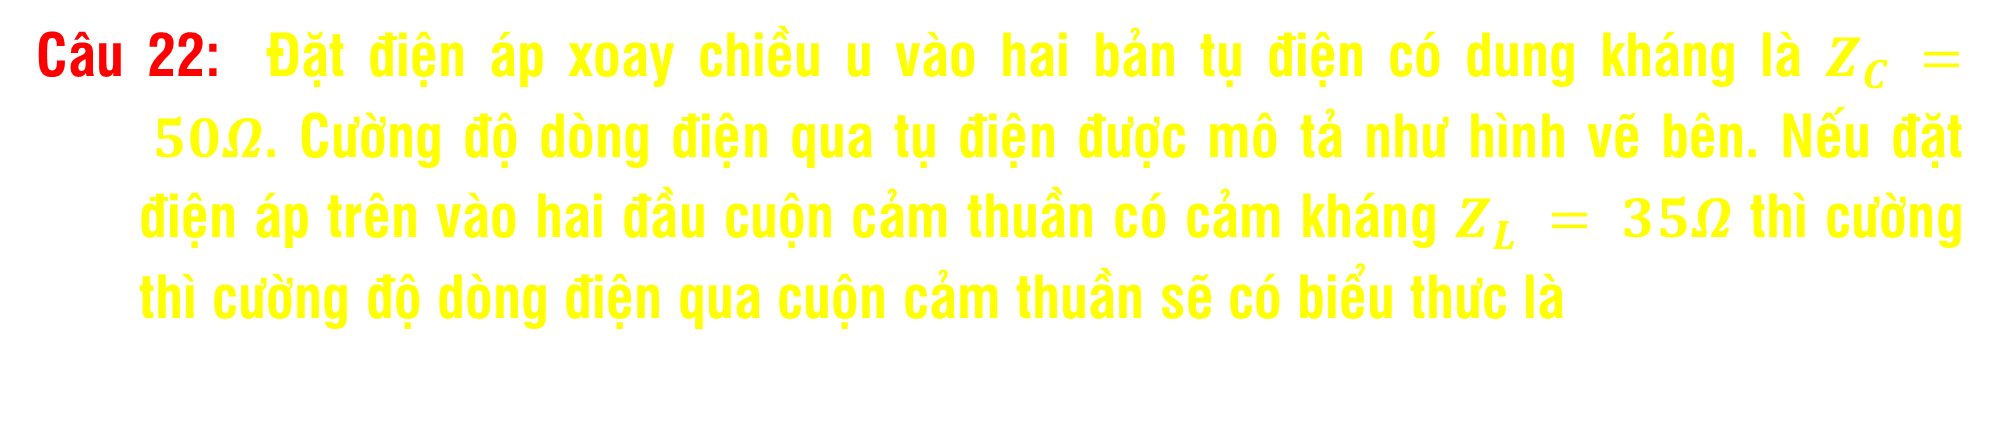 Câu 22: Đặt điện áp xoay chiều u vào hai bản tụ điện có dung kháng là Z_C =
50Ω. Cường độ dòng điện qua tụ điện được mô tả như hình vẽ bên. Nếu đặt
điện áp trên vào hai đầu cuộn cảm thuần có cảm kháng Z_L = 35Ω thì cường
thì cường độ dòng điện qua cuộn cảm thuần sẽ có biểu thưc là